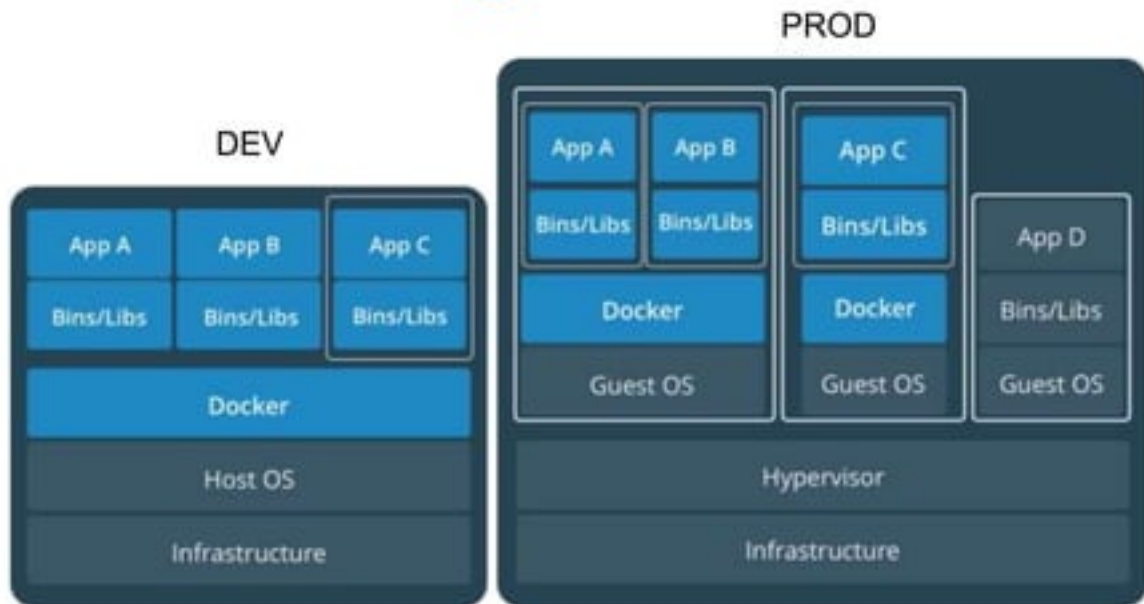 PROD
DEV
App A App B App C
Bins/Libs Bins/Libs Bins/Libs
Docker
Host OS
Infrastructure
App A App B App C
Bins/Libs Bins/Libs Bins/Libs
Docker Docker
Guest OS Guest OS
App D
Bins/Libs
Guest OS
Hypervisor
Infrastructure